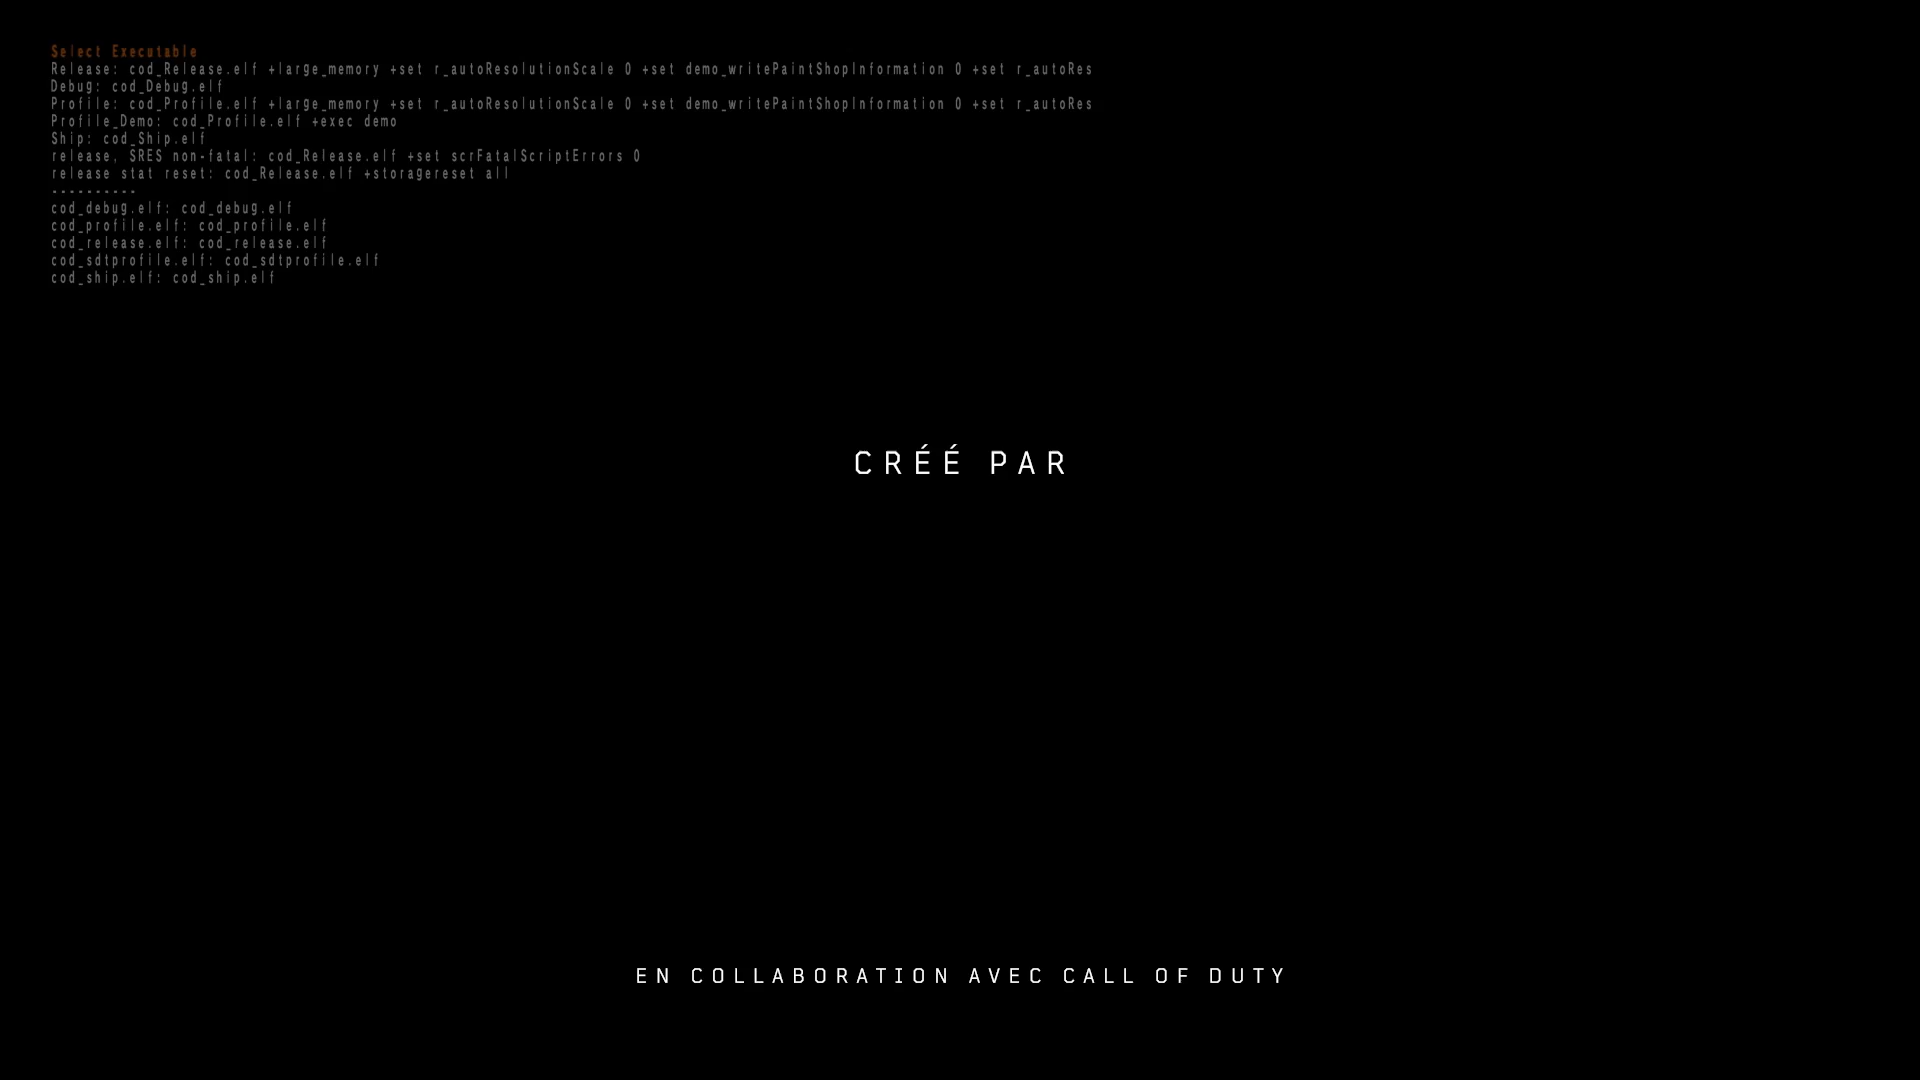 Select Executable
Release: cod_Release.elf +large_memory +set r_autoResolutionScale 0 +set demo_writePaintShopInformation 0 +set r_autoRes
Debug: cod_Debug.elf
Profile: cod_Profile.elf +large_memory +set r_autoResolutionScale 0 +set demo_writePaintShopInformation 0 +set r_autoRes
Profile_Demo: cod_Profile.elf +exec demo
Ship: cod_Ship.elf
release, SRES non-fatal: cod_Release.elf +set scrFatalScriptErrors 0
release stat reset: cod_Release.elf +storagereset all
----------
cod_debug.elf: cod_debug.elf
cod_profile.elf: cod_profile.elf
cod_release.elf: cod_release.elf
cod_sdtprofile.elf: cod_sdtprofile.elf
cod_ship.elf: cod_ship.elf
CRÉÉ PAR
EN COLLABORATION AVEC CALL OF DUTY